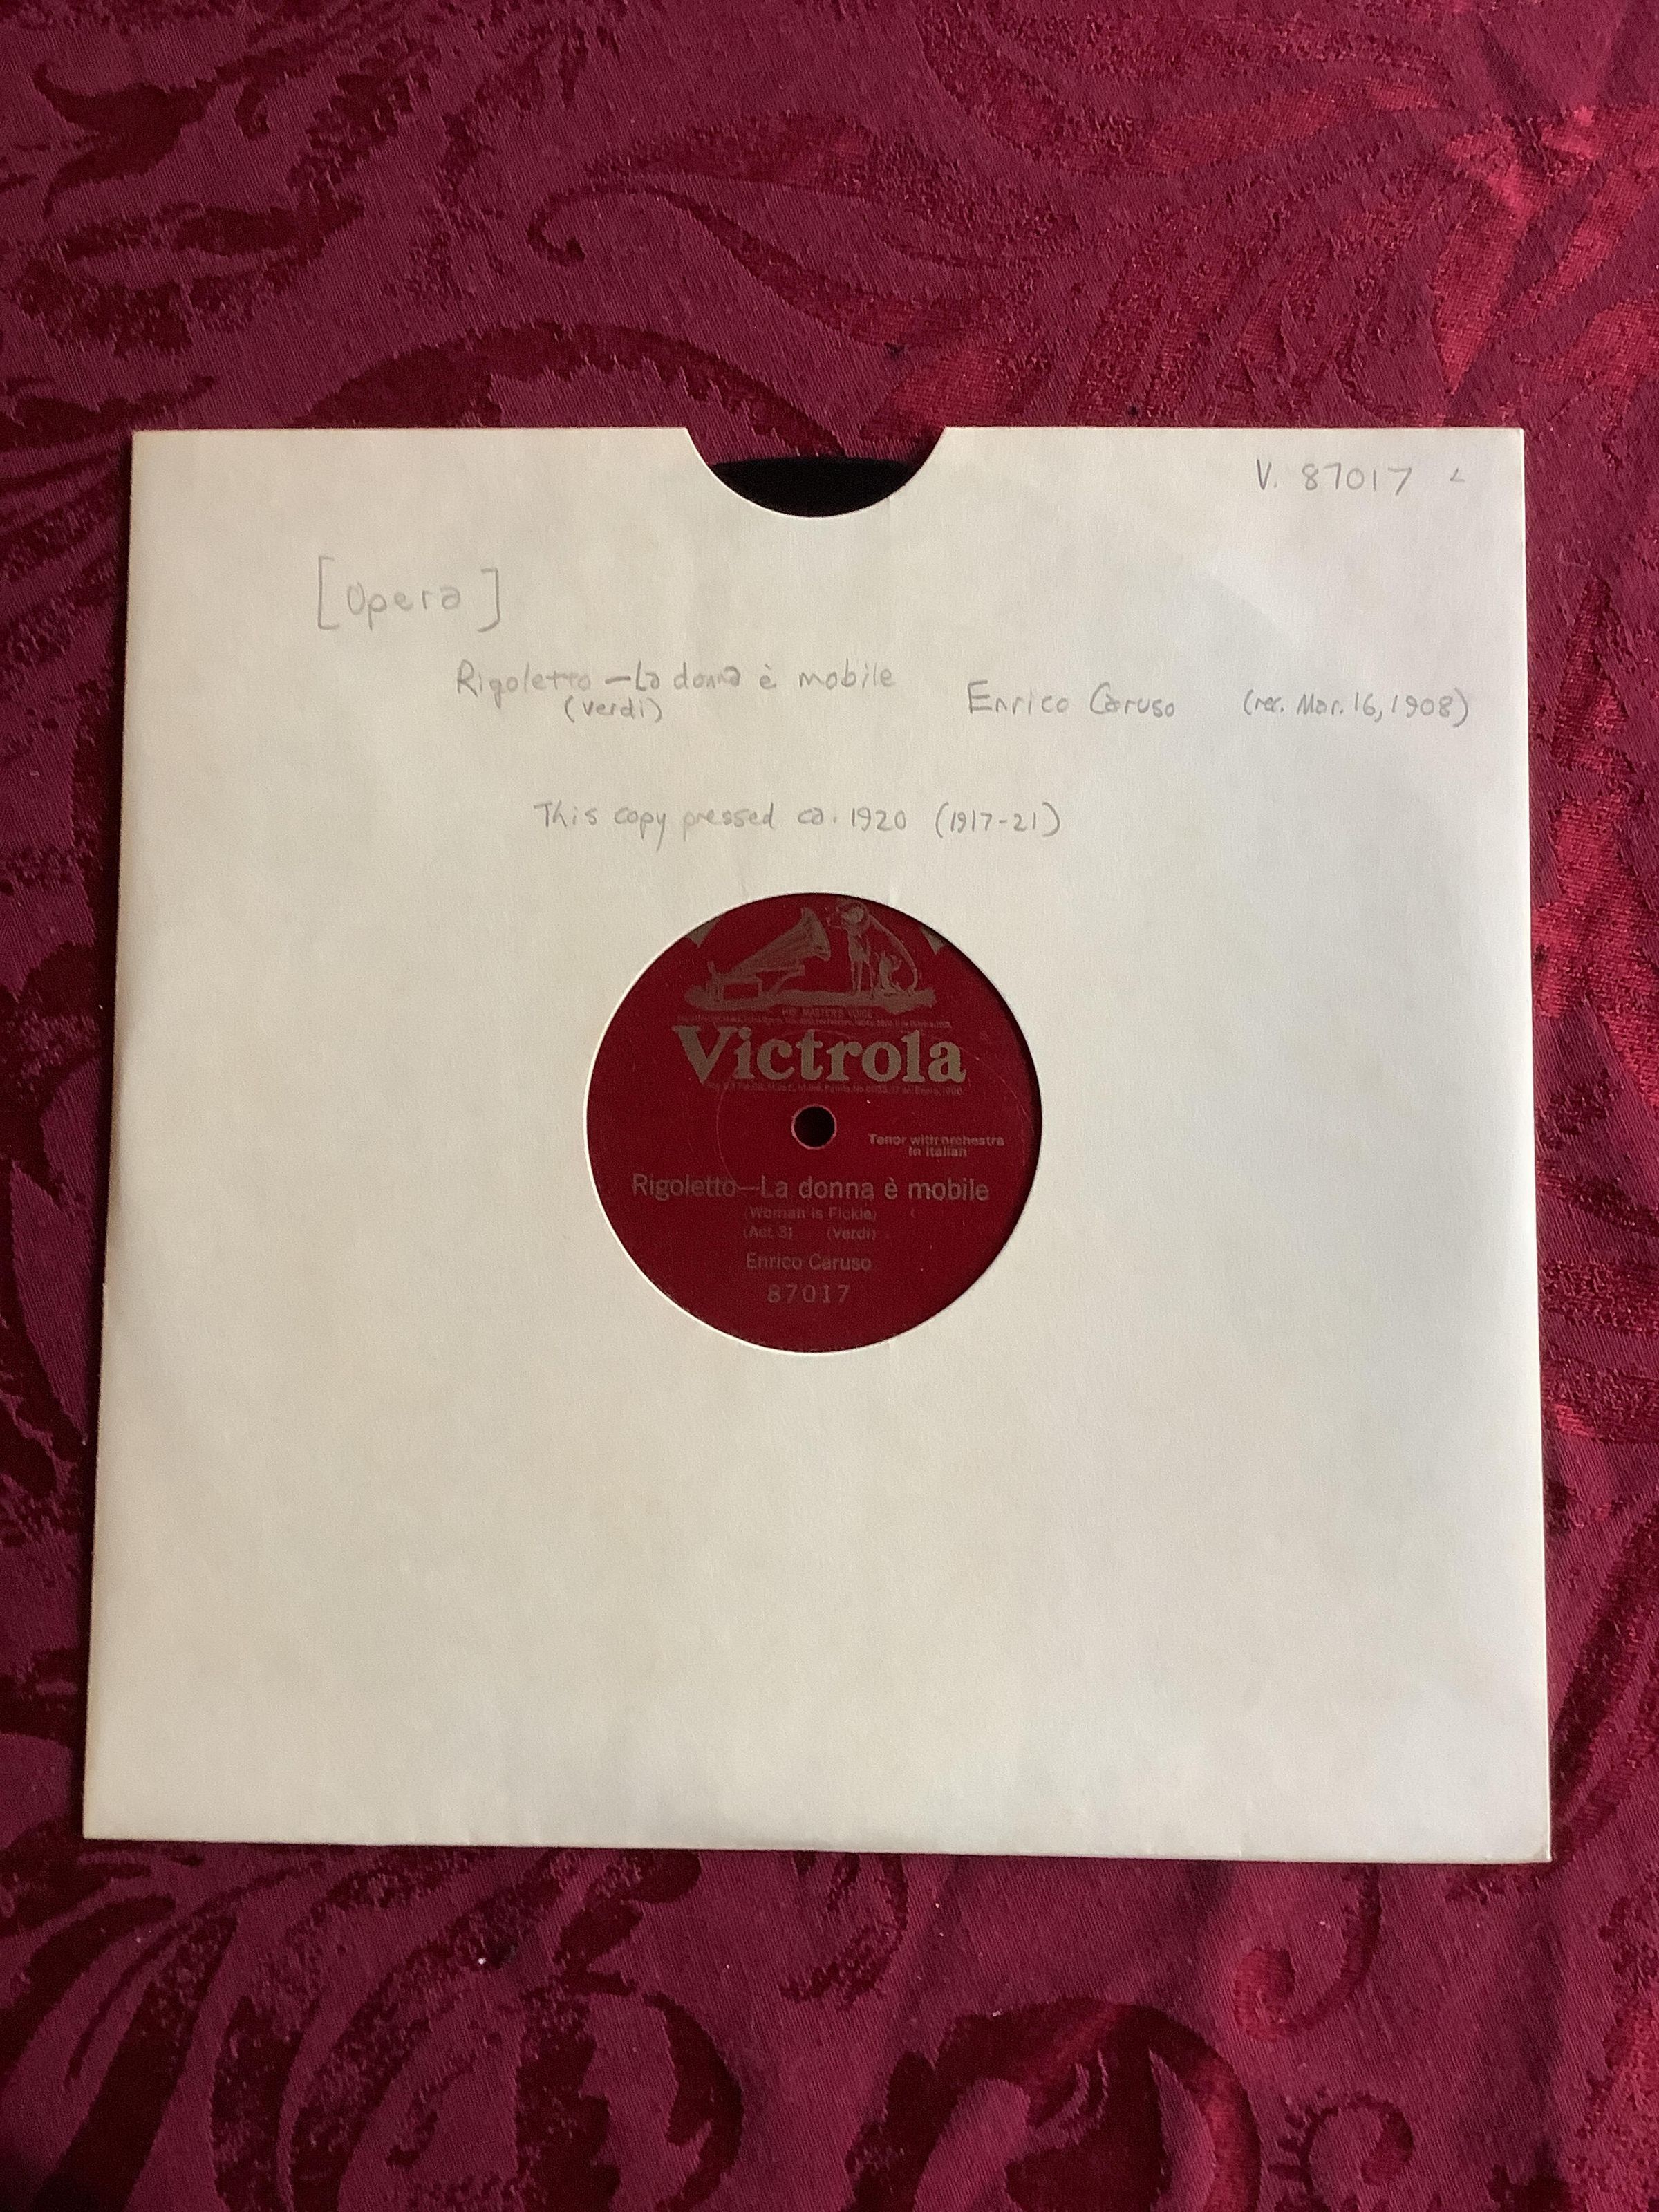 V. 87017
[Opera]
Rigoletto — La donna è mobile
(Verdi)
Enrico Caruso (rec. Mar. 16, 1908)
This copy pressed ca. 1920 (1917-21)
HIS MASTER'S VOICE
Victrola
Tenor with orchestra
In Italian
Rigoletto—La donna è mobile
(Woman is Fickle)
(Act 3) (Verdi)
Enrico Caruso
87017